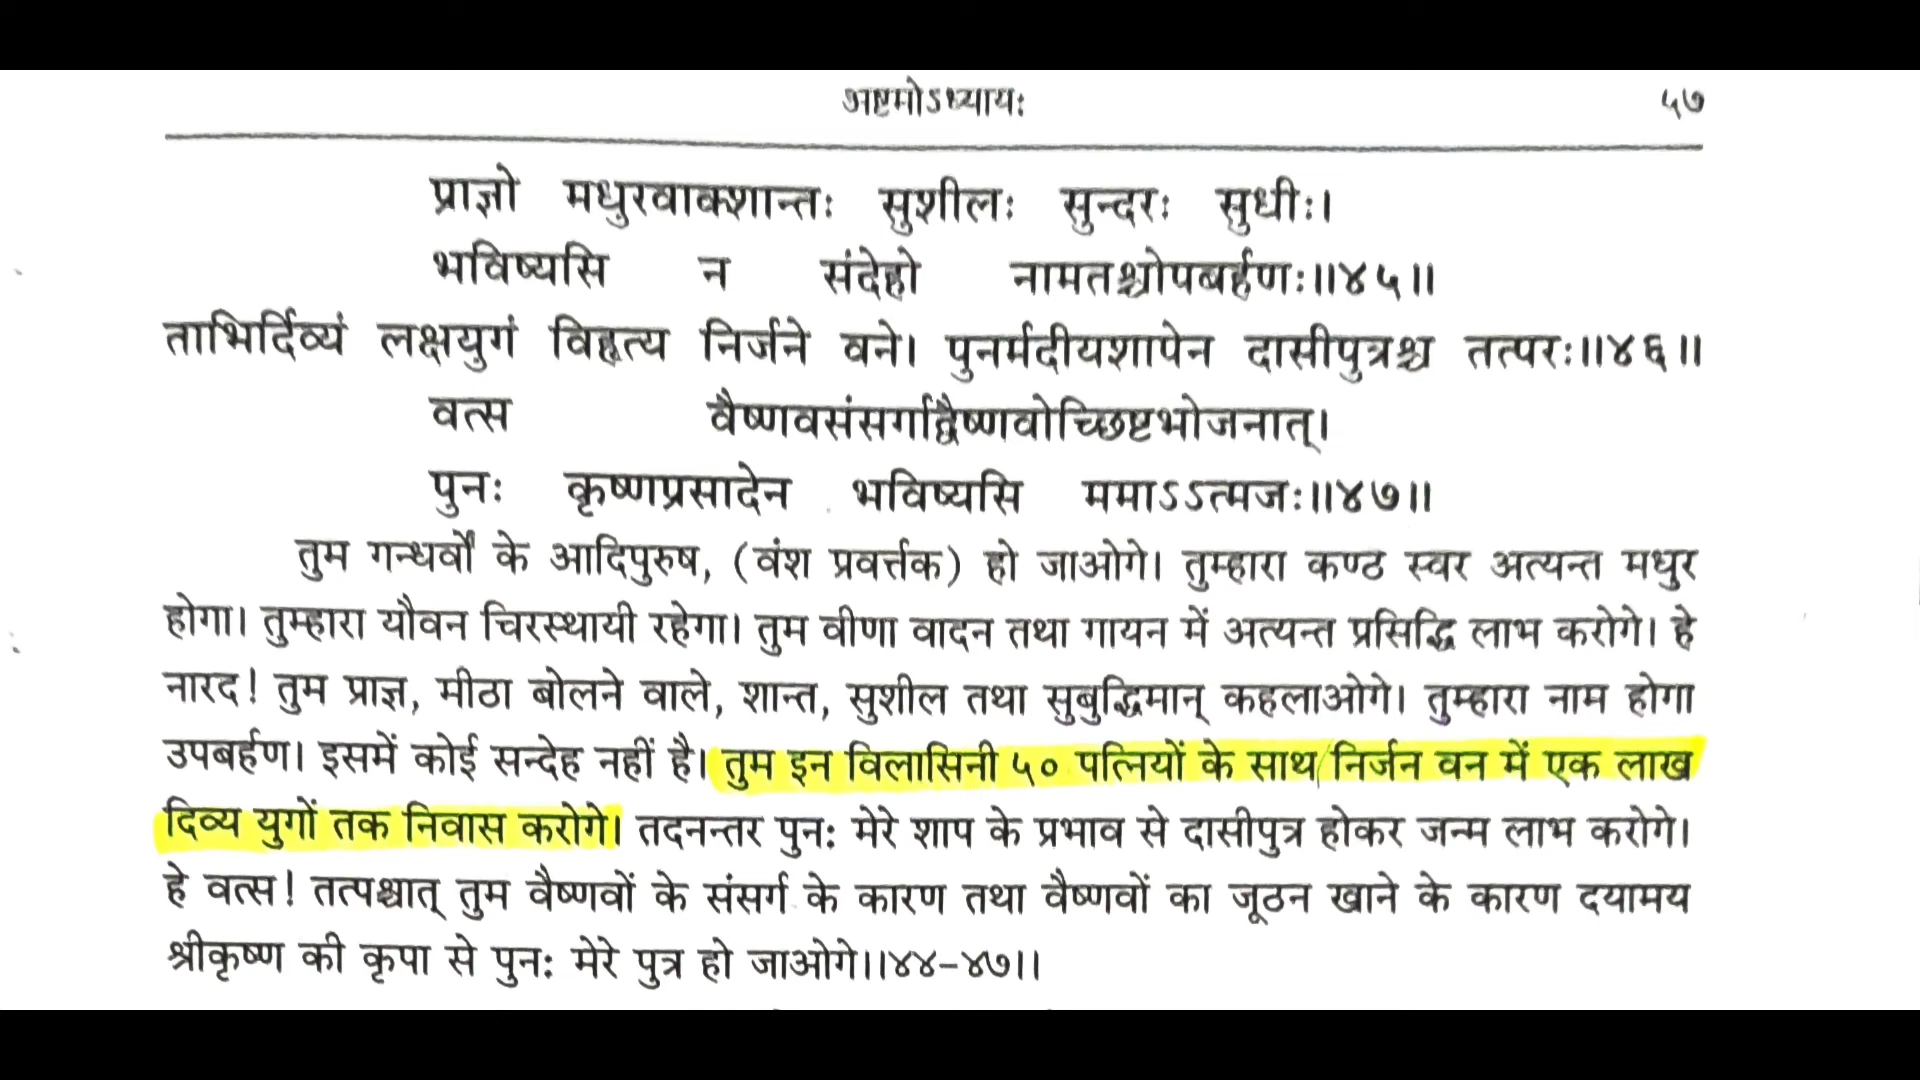 अष्टमोऽध्यायः ५७
प्राज्ञो मधुरवाक्शान्तः सुशीलः सुन्दरः सुधीः।
भविष्यसि न संदेहो नामतश्चोपबर्हणः॥४५॥
ताभिर्दिव्यं लक्षयुगं विहृत्य निर्जने वने। पुनर्मदीयशापेन दासीपुत्रश्च तत्परः॥४६॥
वत्स वैष्णवसंसर्गाद्वैष्णवोच्छिष्टभोजनात्।
पुनः कृष्णप्रसादेन भविष्यसि ममाऽऽत्मजः॥४७॥
तुम गन्धर्वों के आदिपुरुष, (वंश प्रवर्त्तक) हो जाओगे। तुम्हारा कण्ठ स्वर अत्यन्त मधुर
होगा। तुम्हारा यौवन चिरस्थायी रहेगा। तुम वीणा वादन तथा गायन में अत्यन्त प्रसिद्धि लाभ करोगे। हे
नारद! तुम प्राज्ञ, मीठा बोलने वाले, शान्त, सुशील तथा सुबुद्धिमान् कहलाओगे। तुम्हारा नाम होगा
उपबर्हण। इसमें कोई सन्देह नहीं है। तुम इन विलासिनी ५० पत्नियों के साथ निर्जन वन में एक लाख
दिव्य युगों तक निवास करोगे। तदनन्तर पुनः मेरे शाप के प्रभाव से दासीपुत्र होकर जन्म लाभ करोगे।
हे वत्स! तत्पश्चात् तुम वैष्णवों के संसर्ग के कारण तथा वैष्णवों का जूठन खाने के कारण दयामय
श्रीकृष्ण की कृपा से पुनः मेरे पुत्र हो जाओगे॥४४-४७॥